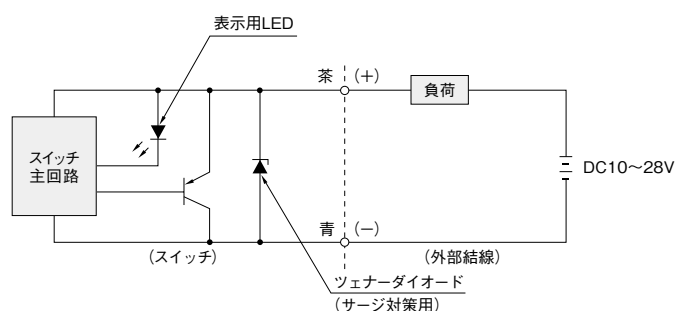 表示用LED
茶 (+)
負荷
スイッチ
主回路
DC10～28V
青 (－)
(スイッチ)
(外部結線)
ツェナーダイオード
(サージ対策用)